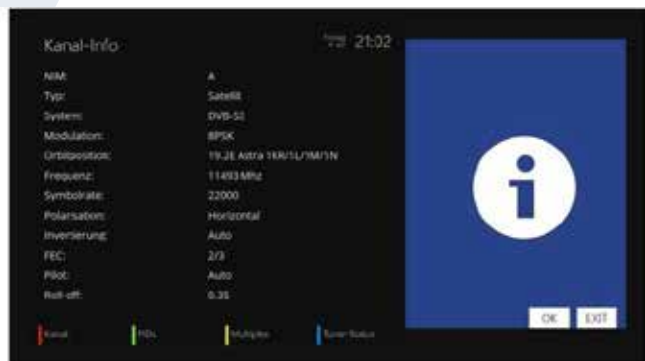 Kanal-Info
21:02
NIM: A
Typ: Satellit
System: DVB-S2
Modulation: 8PSK
Orbitposition: 19.2E Astra 1KR/1L/1M/1N
Frequenz: 11493 Mhz
Symbolrate: 22000
Polarsation: Horizontal
Invertierung: Auto
FEC: 2/3
Pilot: Auto
Roll-off: 0.35
OK EXIT
Kanal PIDs Multiplex Tuner-Status